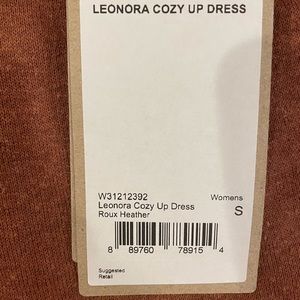 LEONORA COZY UP DRESS
W31212392 Womens
Leonora Cozy Up Dress
Roux Heather S
8 89760 78915 4
Suggested
Retail